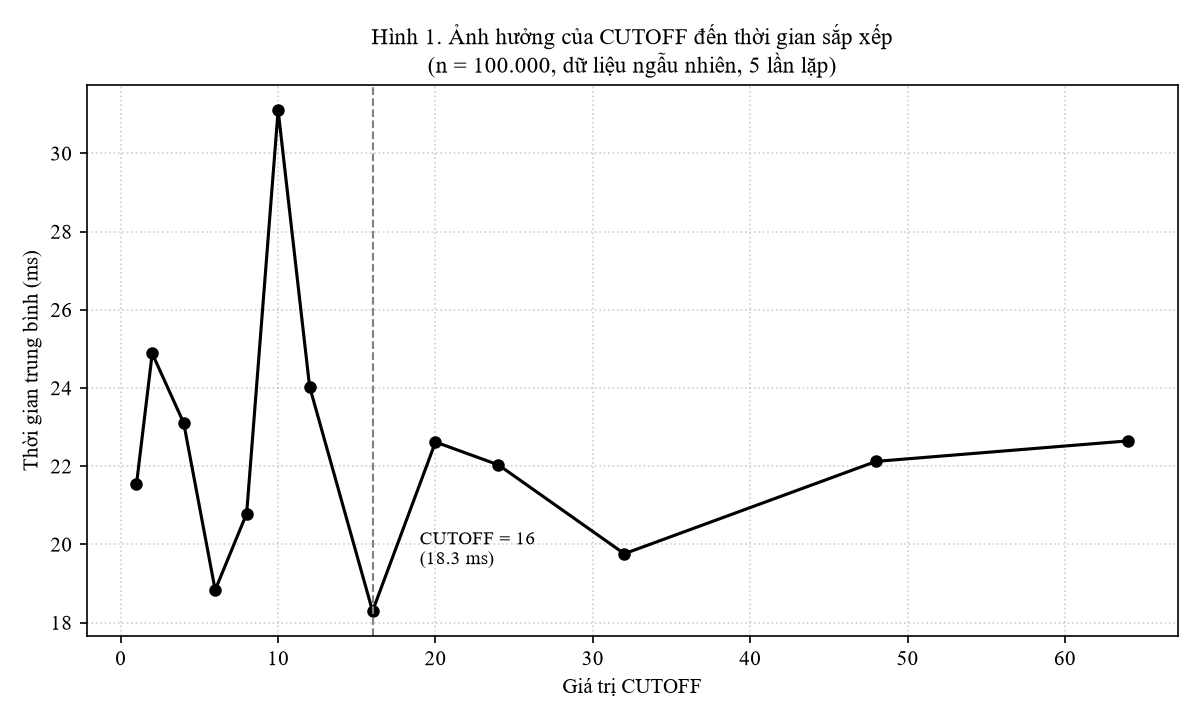 Hình 1. Ảnh hưởng của CUTOFF đến thời gian sắp xếp
(n = 100.000, dữ liệu ngẫu nhiên, 5 lần lặp)
Thời gian trung bình (ms)
30
28
26
24
22
20
18
CUTOFF = 16
(18.3 ms)
0 10 20 30 40 50 60
Giá trị CUTOFF